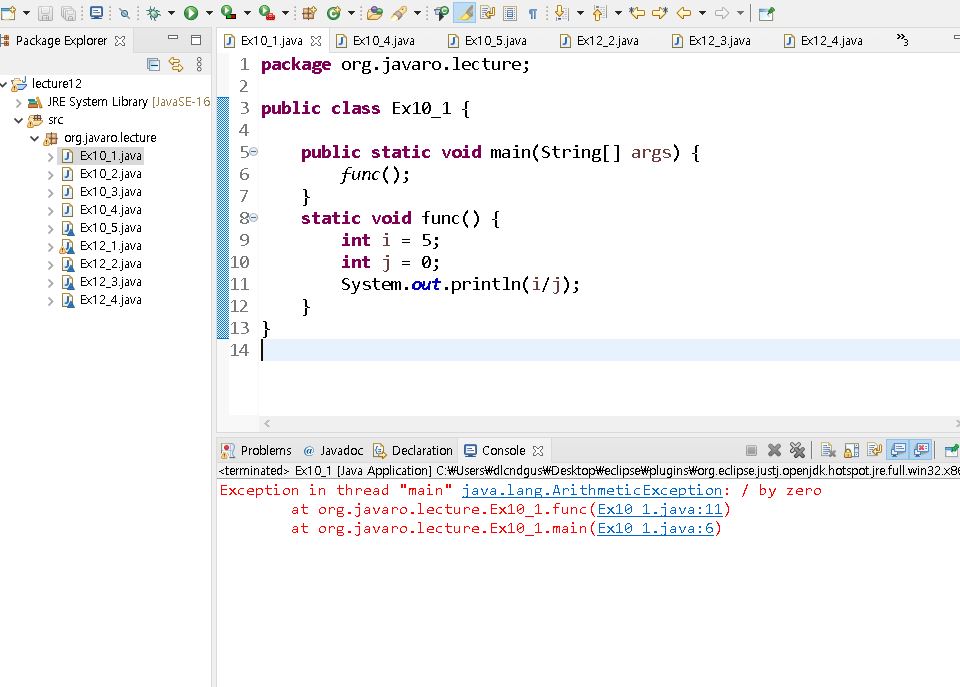 Package Explorer
lecture12
JRE System Library [JavaSE-16
src
org.javaro.lecture
Ex10_1.java
Ex10_2.java
Ex10_3.java
Ex10_4.java
Ex10_5.java
Ex12_1.java
Ex12_2.java
Ex12_3.java
Ex12_4.java
Ex10_1.java Ex10_4.java Ex10_5.java Ex12_2.java Ex12_3.java Ex12_4.java »3
1 package org.javaro.lecture;
2
3 public class Ex10_1 {
4
5 public static void main(String[] args) {
6 func();
7 }
8 static void func() {
9 int i = 5;
10 int j = 0;
11 System.out.println(i/j);
12 }
13 }
14
Problems @ Javadoc Declaration Console
<terminated> Ex10_1 [Java Application] C:₩Users₩dlcndgus₩Desktop₩eclipse₩plugins₩org.eclipse.justj.openjdk.hotspot.jre.full.win32.x86
Exception in thread "main" java.lang.ArithmeticException: / by zero
at org.javaro.lecture.Ex10_1.func(Ex10_1.java:11)
at org.javaro.lecture.Ex10_1.main(Ex10_1.java:6)